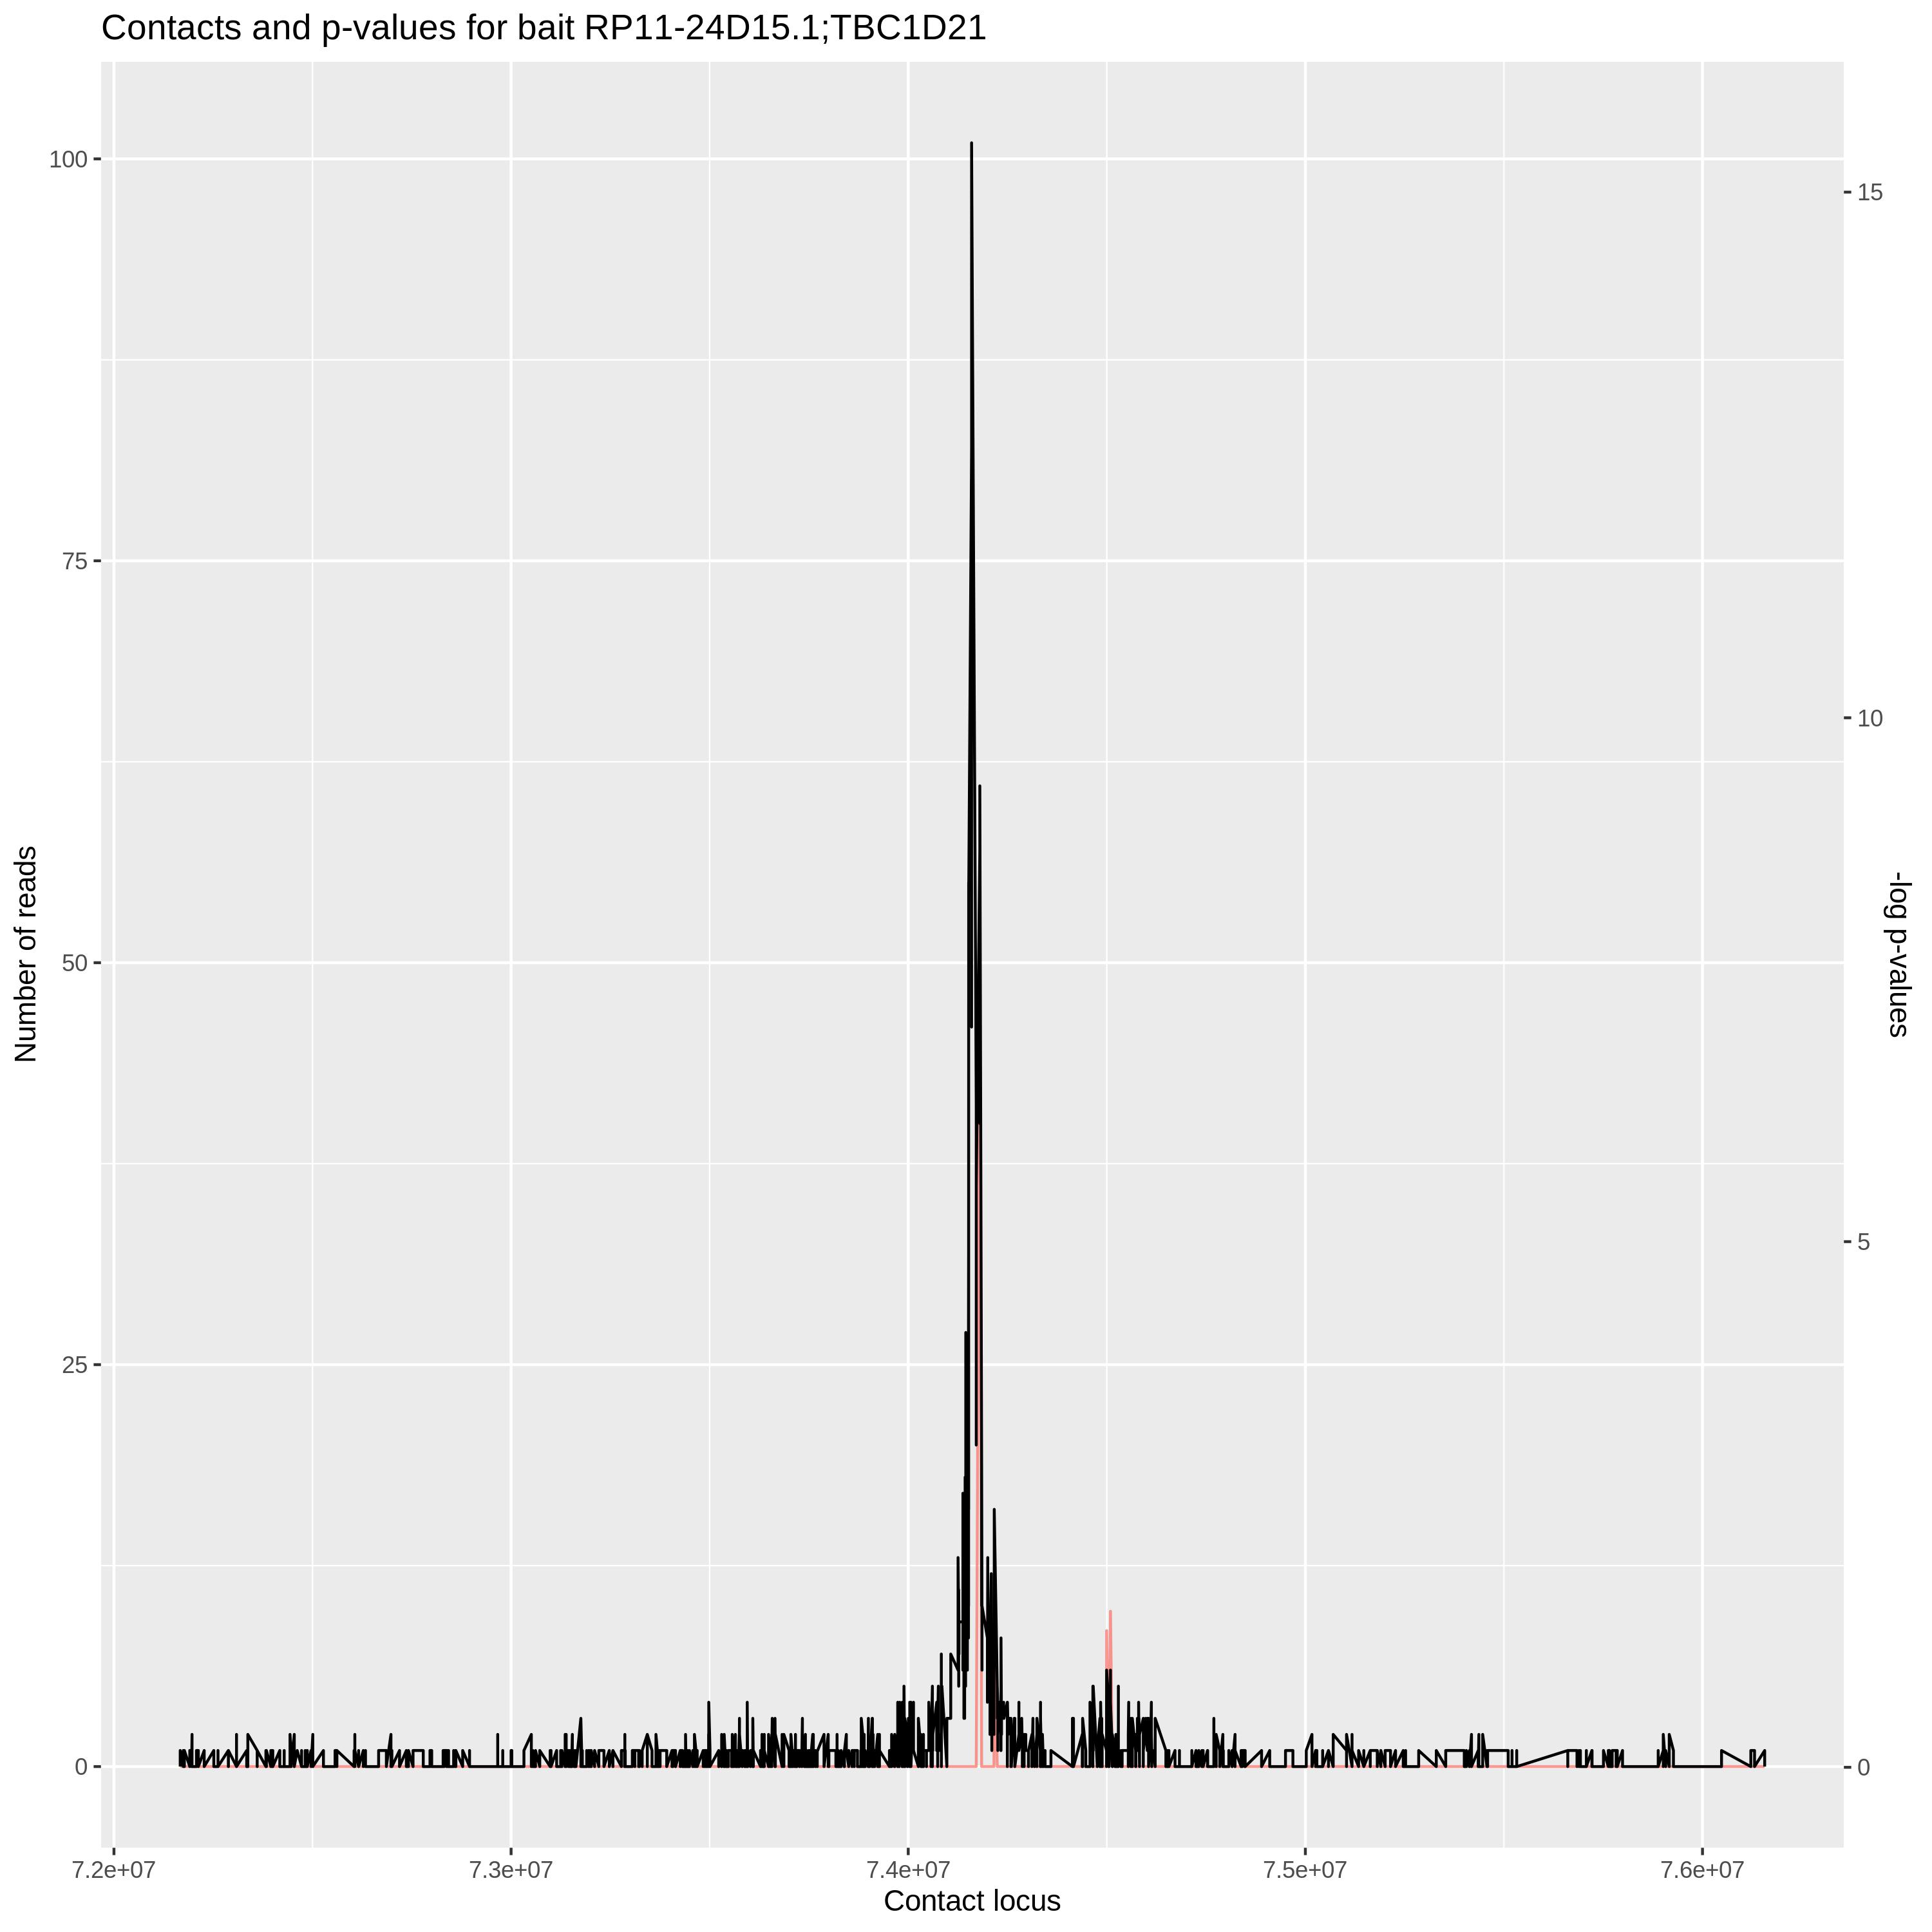 Contacts and p-values for bait RP11-24D15.1;TBC1D21
100
75
50
25
0
Number of reads
15
10
5
0
-log p-values
7.2e+07
7.3e+07
7.4e+07
7.5e+07
7.6e+07
Contact locus